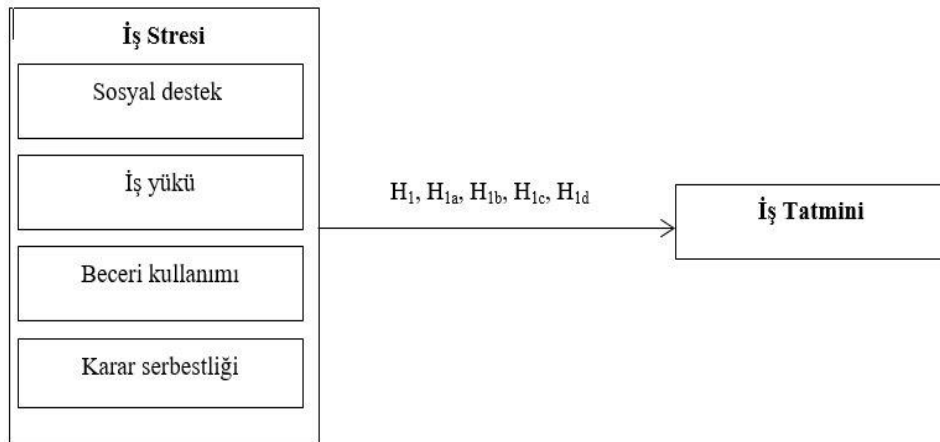 İş Stresi
Sosyal destek
İş yükü
Beceri kullanımı
Karar serbestliği
H1, H1a, H1b, H1c, H1d
İş Tatmini